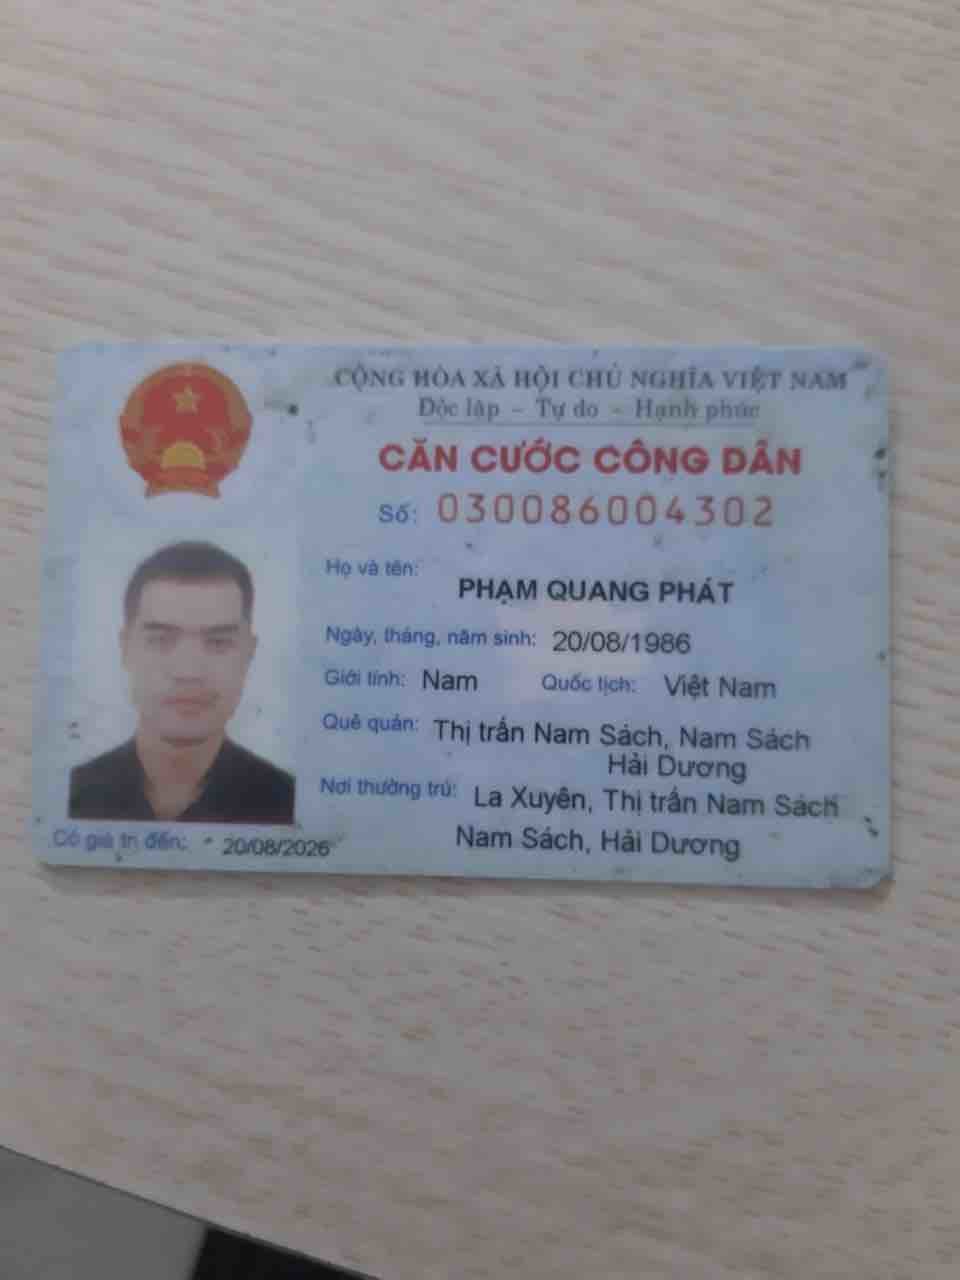 CỘNG HÒA XÃ HỘI CHỦ NGHĨA VIỆT NAM
Độc lập - Tự do - Hạnh phúc
CĂN CƯỚC CÔNG DÂN
Số: 030086004302
Họ và tên:
PHẠM QUANG PHÁT
Ngày, tháng, năm sinh: 20/08/1986
Giới tính: Nam Quốc tịch: Việt Nam
Quê quán: Thị trấn Nam Sách, Nam Sách
Hải Dương
Nơi thường trú: La Xuyên, Thị trấn Nam Sách
Nam Sách, Hải Dương
Có giá trị đến: 20/08/2026